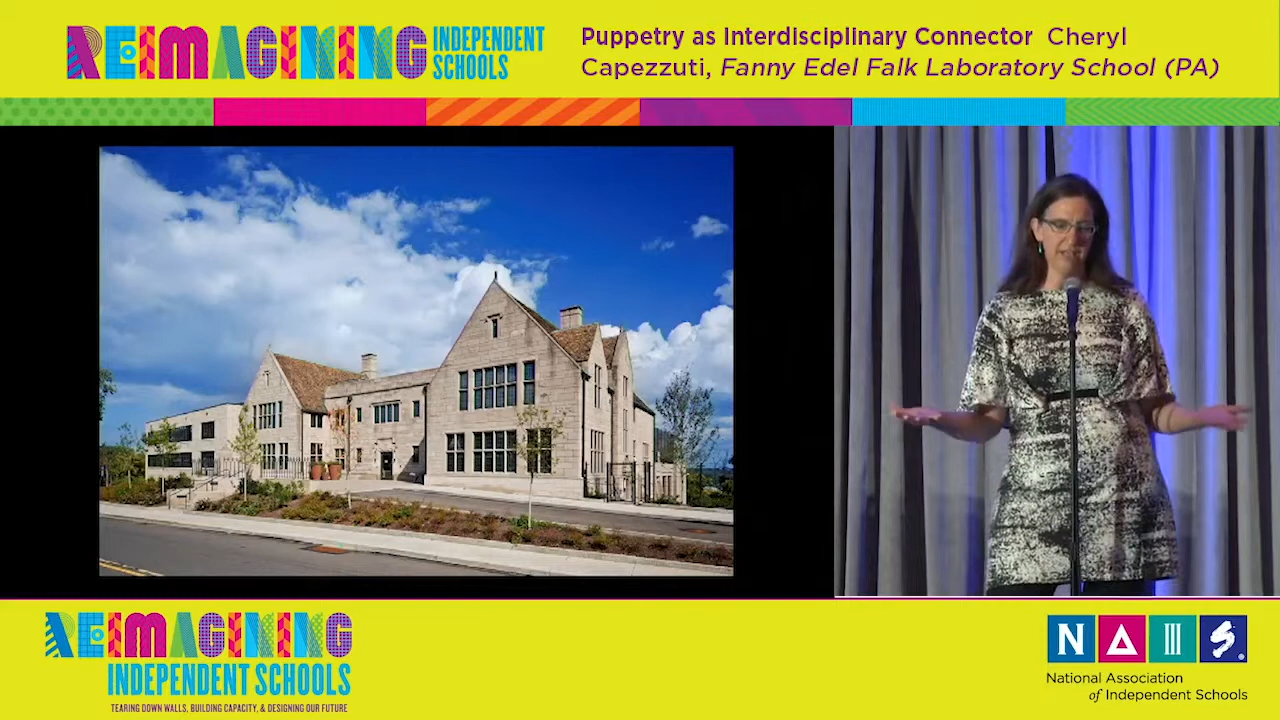 REIMAGINING INDEPENDENT SCHOOLS
Puppetry as Interdisciplinary Connector Cheryl
Capezzuti, Fanny Edel Falk Laboratory School (PA)
REIMAGINING
INDEPENDENT SCHOOLS
TEARING DOWN WALLS, BUILDING CAPACITY, & DESIGNING OUR FUTURE
NAIS
National Association
of Independent Schools